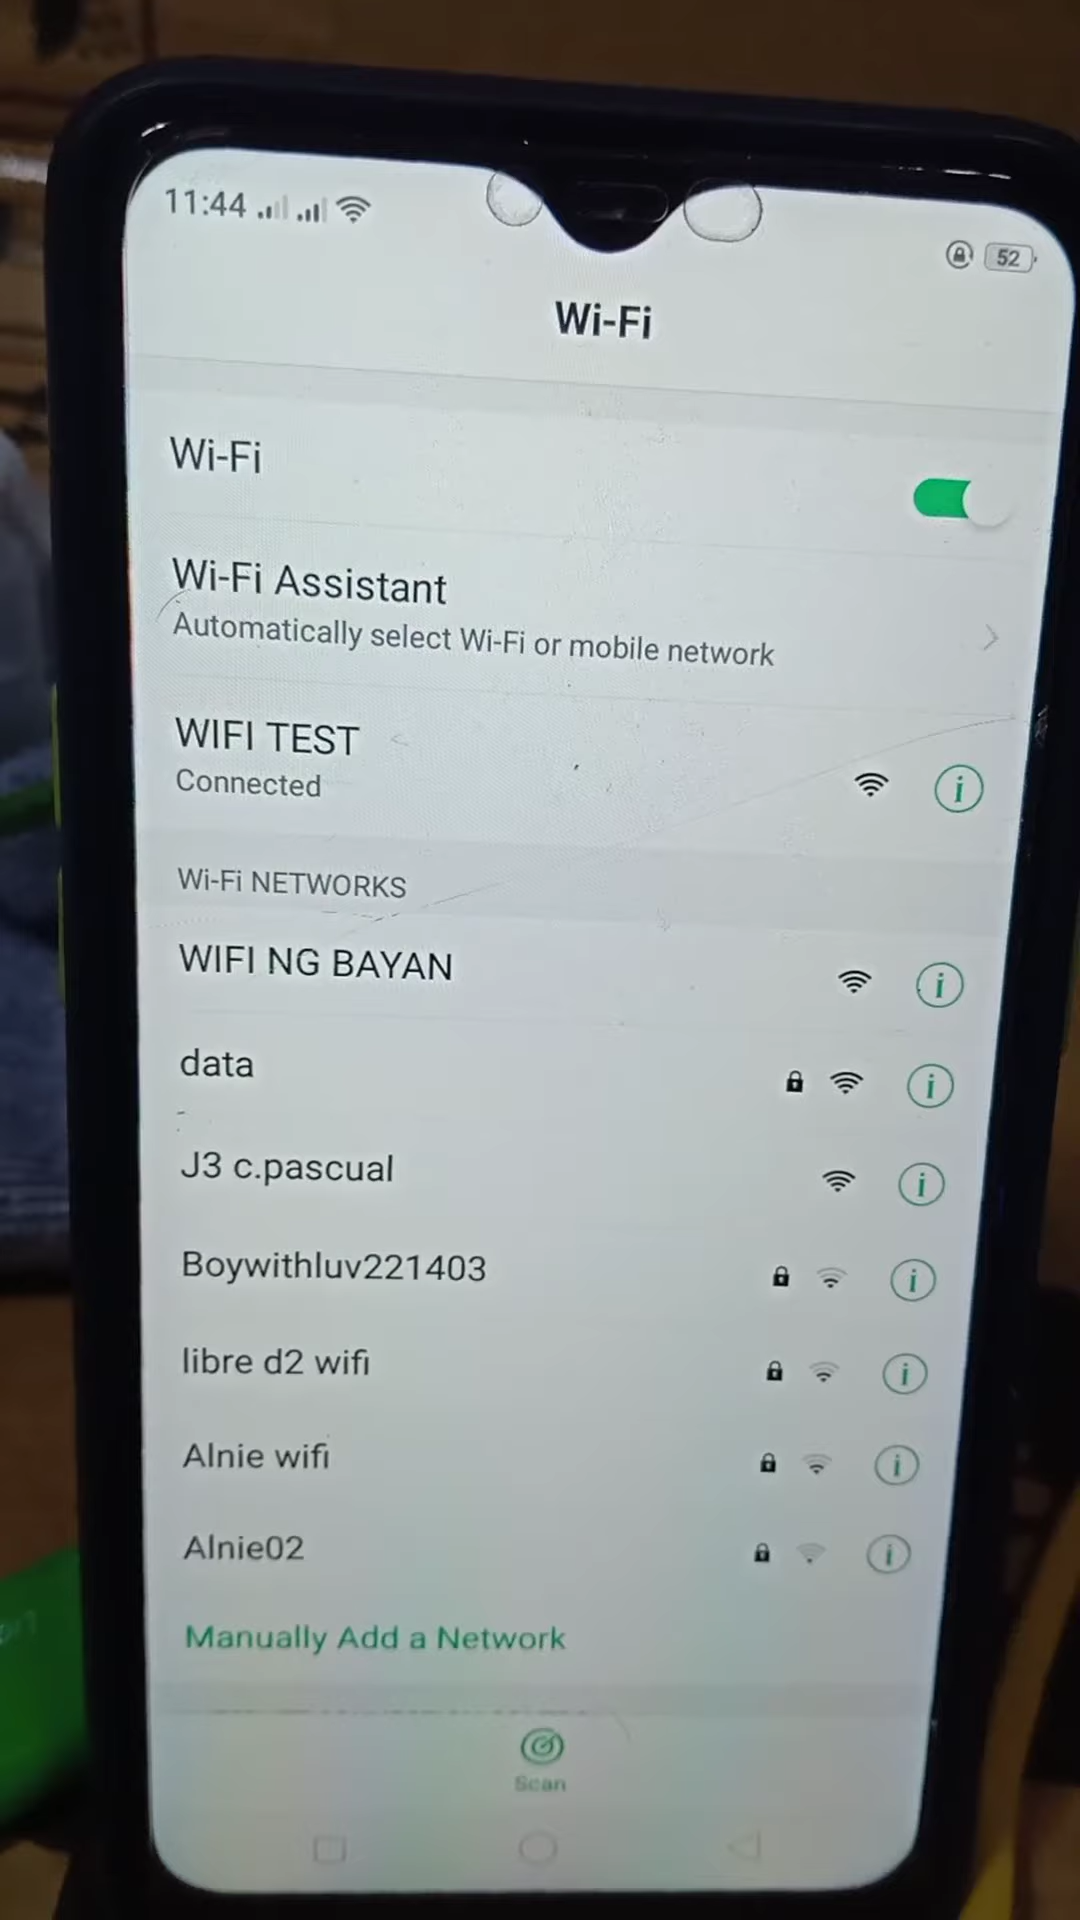 11:44
52
Wi-Fi
Wi-Fi
Wi-Fi Assistant
Automatically select Wi-Fi or mobile network
WIFI TEST
Connected
Wi-Fi NETWORKS
WIFI NG BAYAN
data
J3 c.pascual
Boywithluv221403
libre d2 wifi
Alnie wifi
Alnie02
Manually Add a Network
Scan